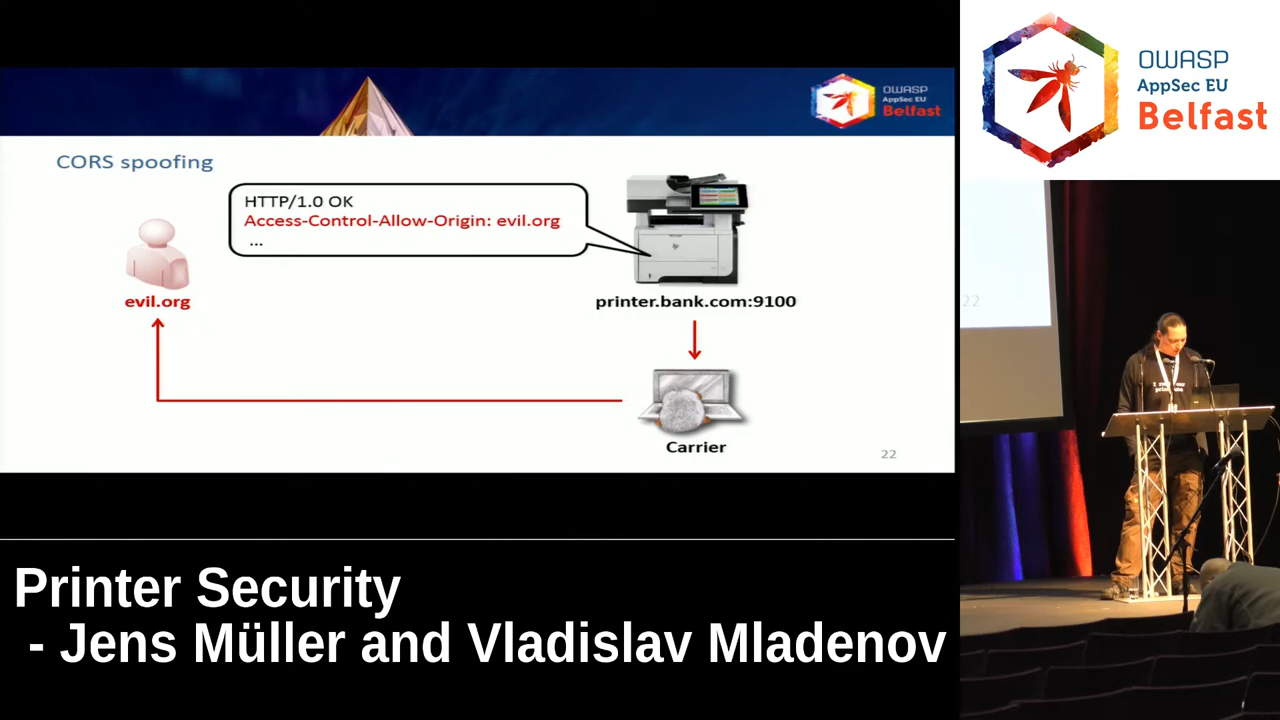 OWASP
AppSec EU
Belfast
CORS spoofing
HTTP/1.0 OK
Access-Control-Allow-Origin: evil.org
...
evil.org
printer.bank.com:9100
Carrier
22
OWASP
AppSec EU
Belfast
22
Printer Security
- Jens Müller and Vladislav Mladenov